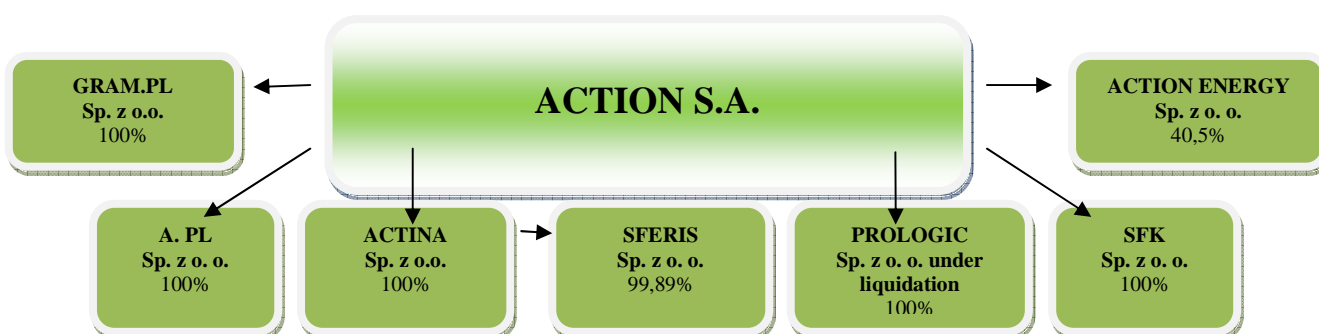 ACTION S.A.
GRAM.PL
Sp. z o.o.
100%
ACTION ENERGY
Sp. z o. o.
40,5%
A. PL
Sp. z o. o.
100%
ACTINA
Sp. z o.o.
100%
SFERIS
Sp. z o. o.
99,89%
PROLOGIC
Sp. z o. o. under
liquidation
100%
SFK
Sp. z o. o.
100%